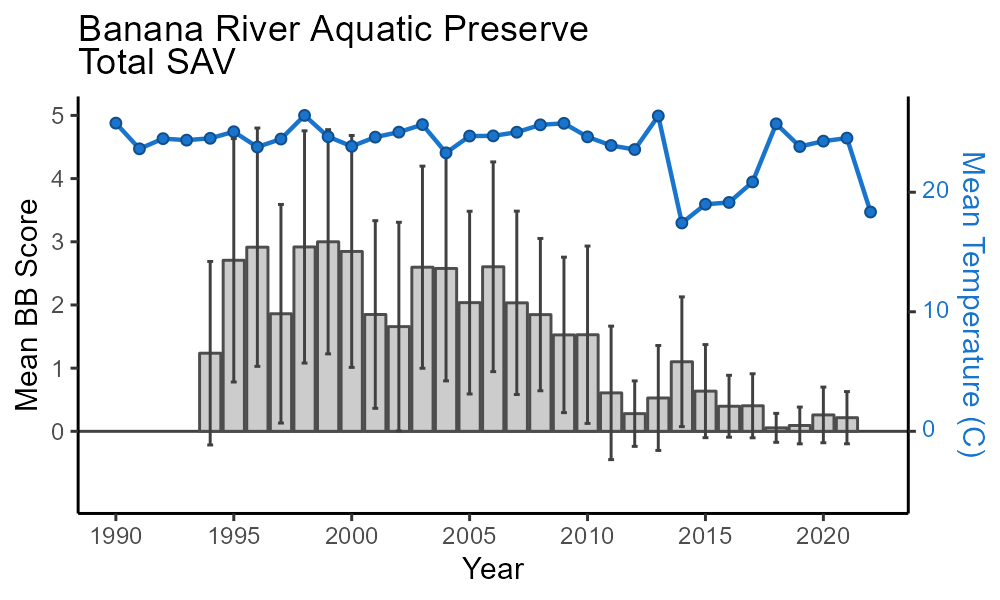 Banana River Aquatic Preserve
Total SAV
5
4
3
2
1
0
Mean BB Score
20
10
0
Mean Temperature (C)
1990 1995 2000 2005 2010 2015 2020
Year